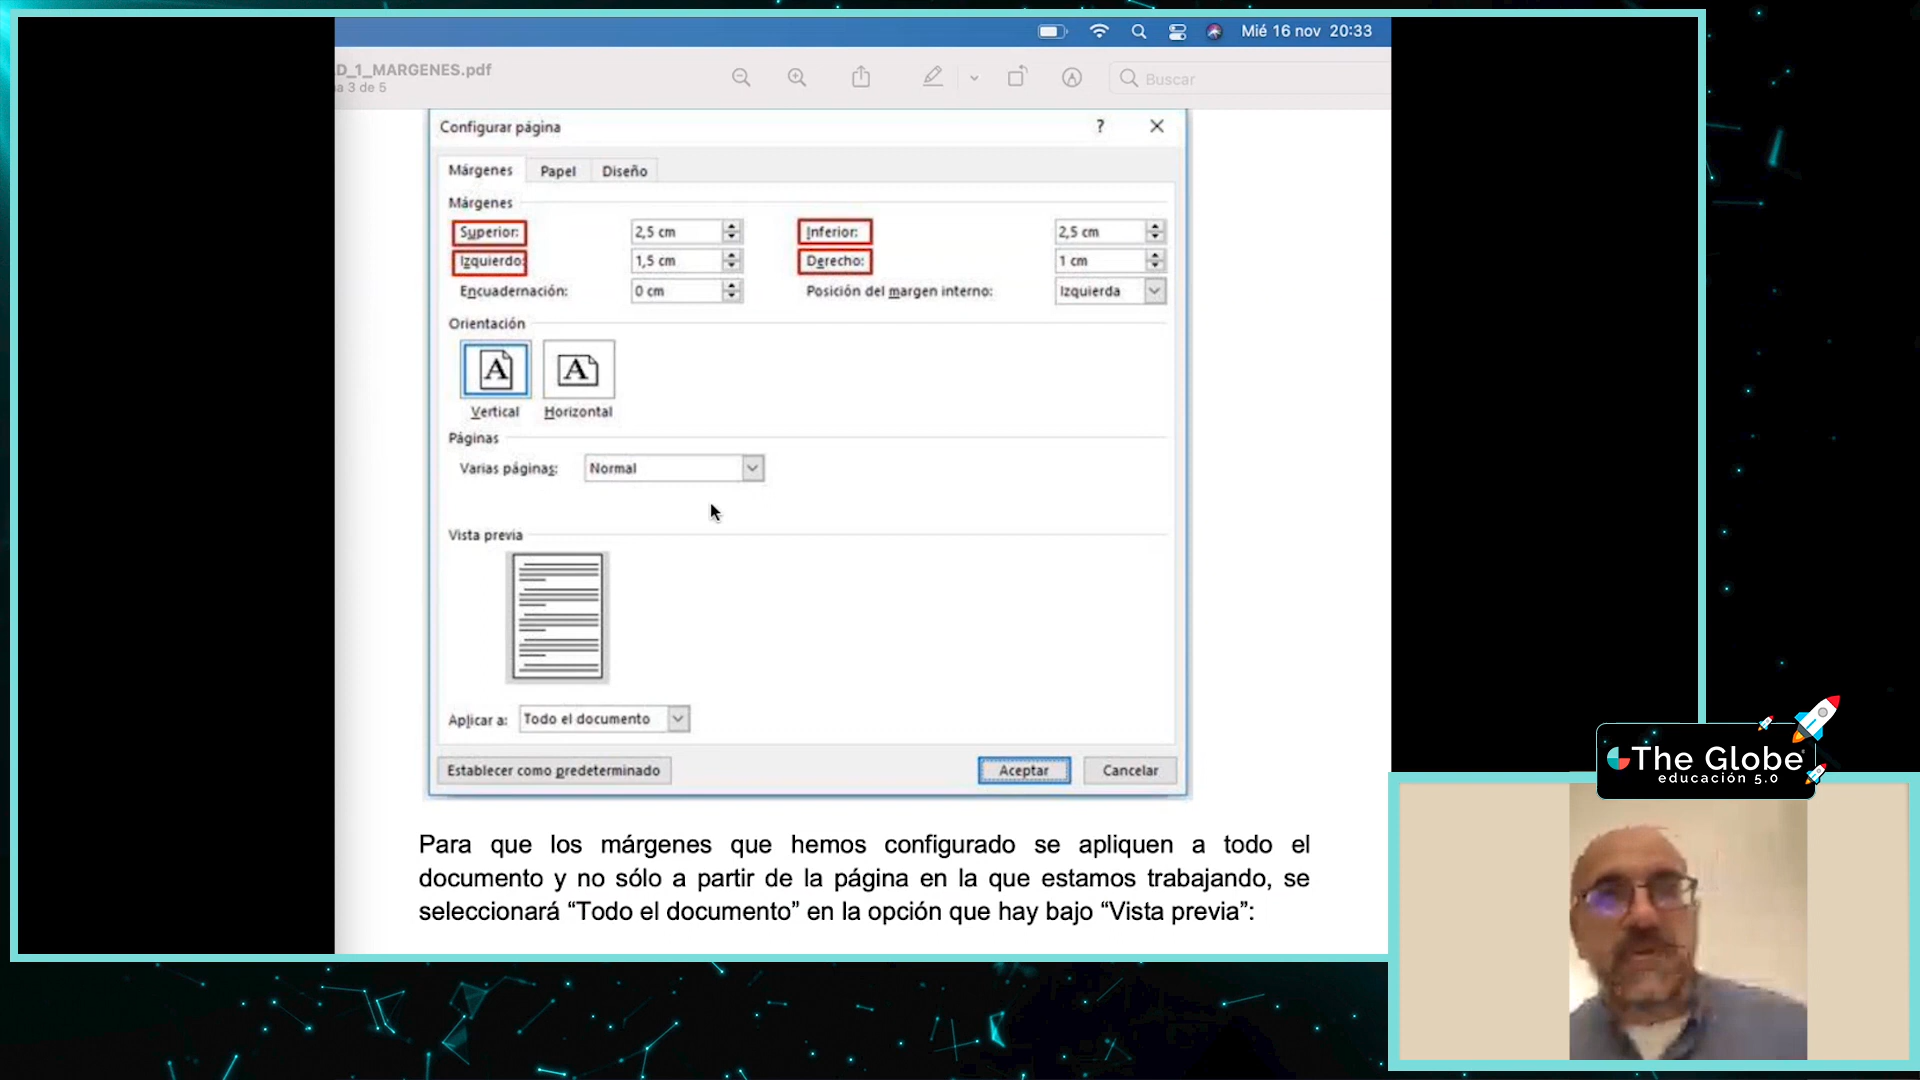 Mié 16 nov 20:33
D_1_MARGENES.pdf
a 3 de 5
Buscar
Configurar página
?
Márgenes Papel Diseño
Márgenes
Superior: 2,5 cm Inferior: 2,5 cm
Izquierdo: 1,5 cm Derecho: 1 cm
Encuadernación: 0 cm Posición del margen interno: Izquierda
Orientación
A A
Vertical Horizontal
Páginas
Varias páginas: Normal
Vista previa
Aplicar a: Todo el documento
Establecer como predeterminado Aceptar Cancelar
Para que los márgenes que hemos configurado se apliquen a todo el
documento y no sólo a partir de la página en la que estamos trabajando, se
seleccionará “Todo el documento” en la opción que hay bajo “Vista previa”:
The Globe
educación 5.0